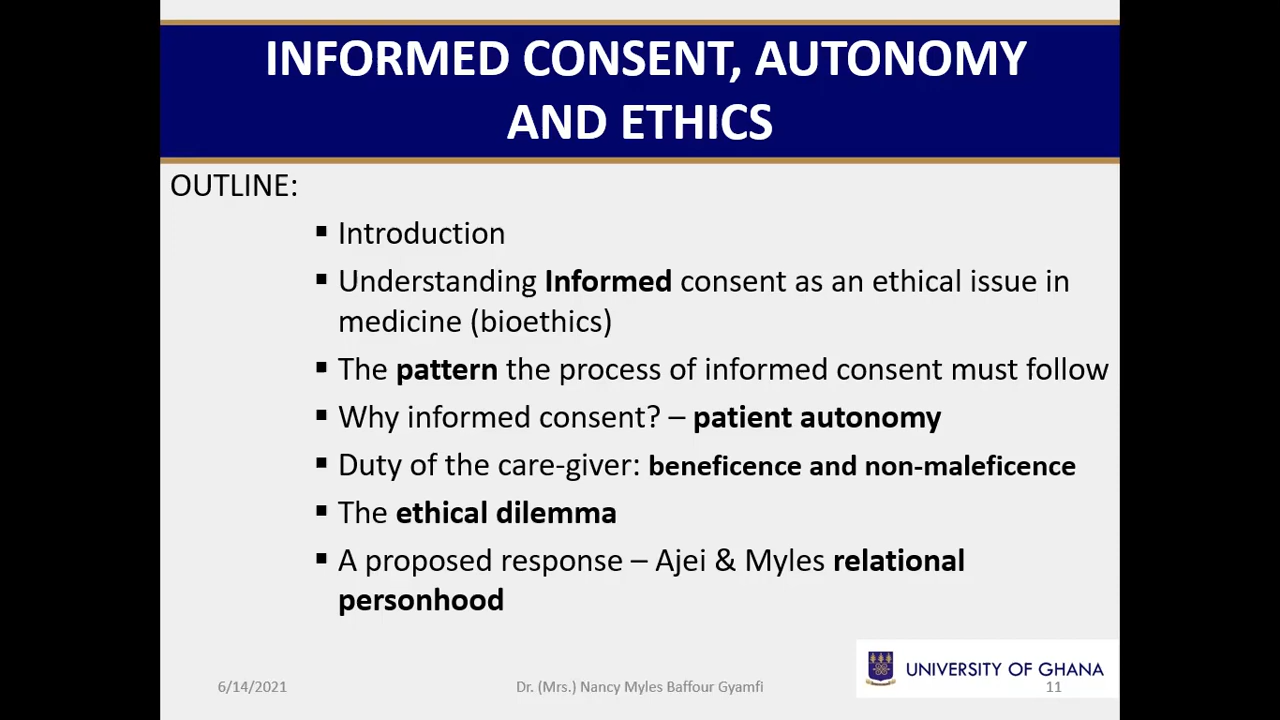 INFORMED CONSENT, AUTONOMY
AND ETHICS
OUTLINE:
▪ Introduction
▪ Understanding Informed consent as an ethical issue in
medicine (bioethics)
▪ The pattern the process of informed consent must follow
▪ Why informed consent? – patient autonomy
▪ Duty of the care-giver: beneficence and non-maleficence
▪ The ethical dilemma
▪ A proposed response – Ajei & Myles relational
personhood
UNIVERSITY OF GHANA
6/14/2021
Dr. (Mrs.) Nancy Myles Baffour Gyamfi
11